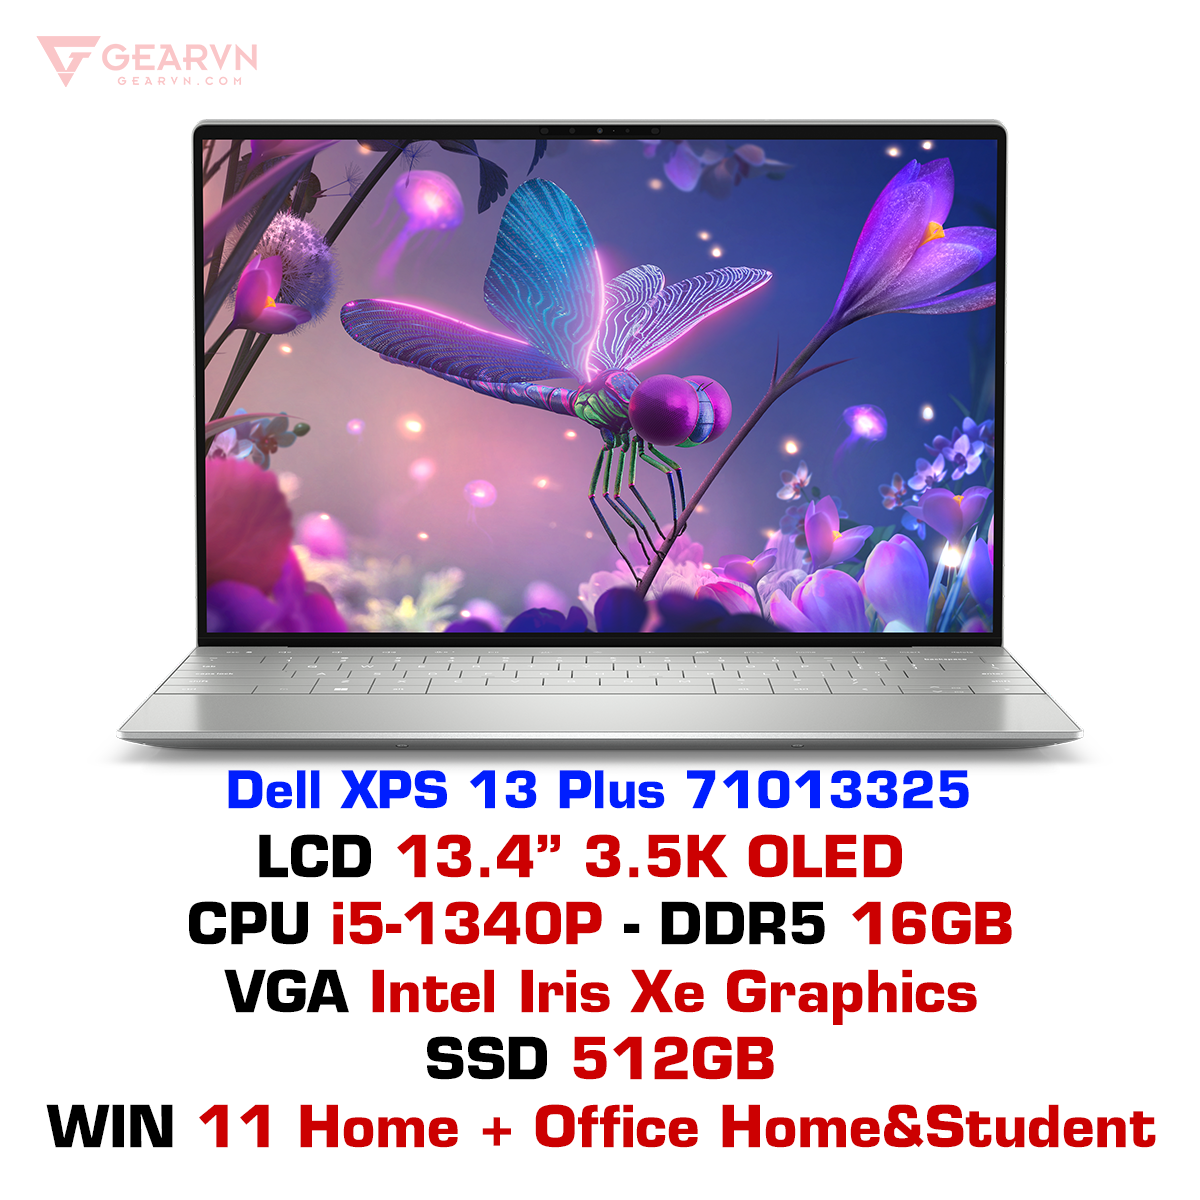 GEARVN
GEARVN.COM
Dell XPS 13 Plus 71013325
LCD 13.4” 3.5K OLED
CPU i5-1340P - DDR5 16GB
VGA Intel Iris Xe Graphics
SSD 512GB
WIN 11 Home + Office Home&Student